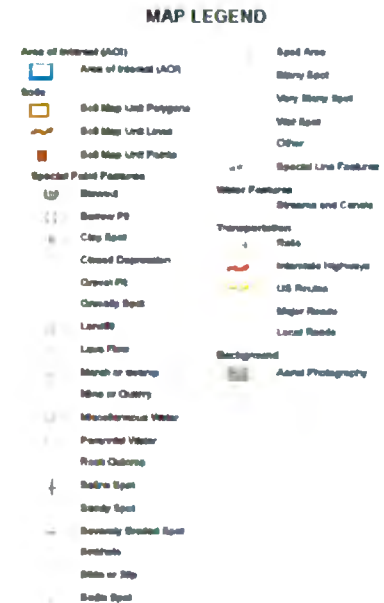 MAP LEGEND
Area of Interest (AOI)
Area of Interest (AOI)
Soils
Soil Map Unit Polygons
Soil Map Unit Lines
Soil Map Unit Points
Special Point Features
Blowout
Borrow Pit
Clay Spot
Closed Depression
Gravel Pit
Gravelly Spot
Landfill
Lava Flow
Marsh or swamp
Mine or Quarry
Miscellaneous Water
Perennial Water
Rock Outcrop
Saline Spot
Sandy Spot
Severely Eroded Spot
Sinkhole
Slide or Slip
Sodic Spot
Spoil Area
Stony Spot
Very Stony Spot
Wet Spot
Other
Special Line Features
Water Features
Streams and Canals
Transportation
Rails
Interstate Highways
US Routes
Major Roads
Local Roads
Background
Aerial Photography